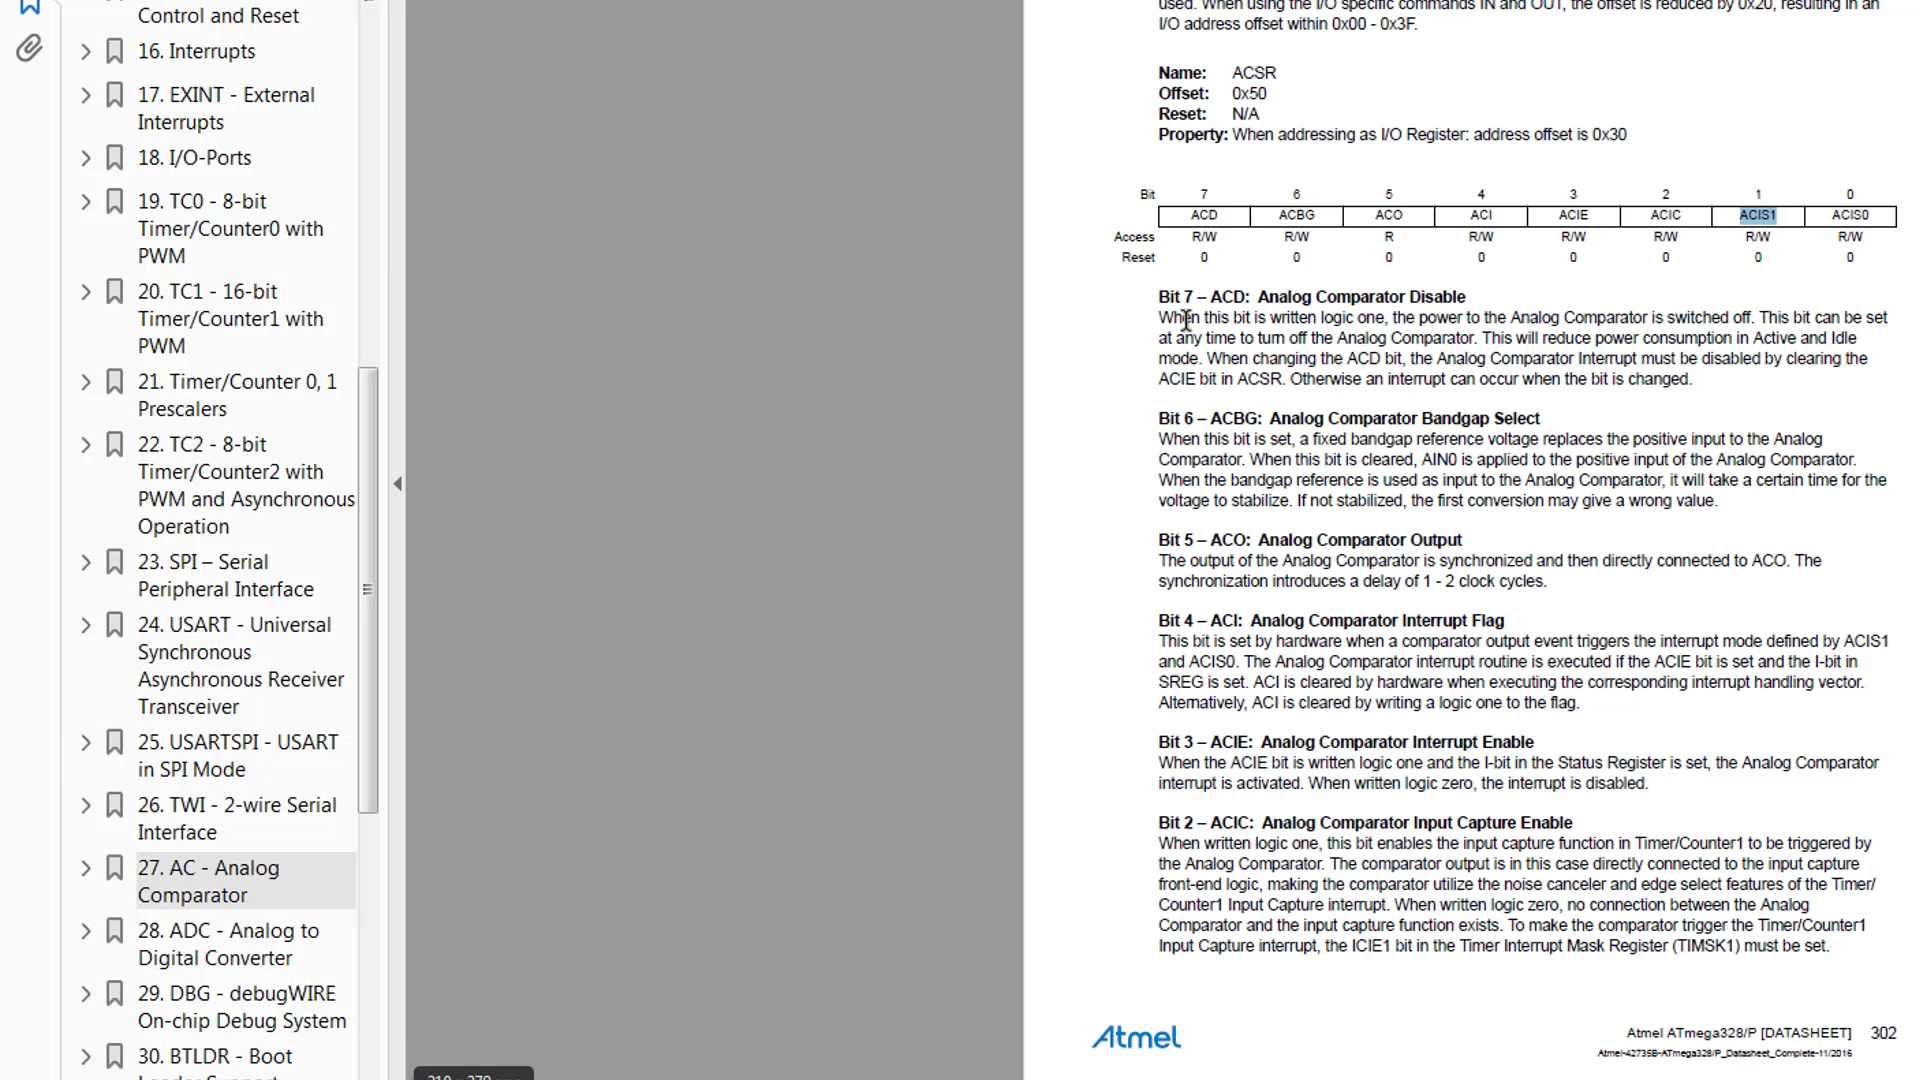 Control and Reset
16. Interrupts
17. EXINT - External
Interrupts
18. I/O-Ports
19. TC0 - 8-bit
Timer/Counter0 with
PWM
20. TC1 - 16-bit
Timer/Counter1 with
PWM
21. Timer/Counter 0, 1
Prescalers
22. TC2 - 8-bit
Timer/Counter2 with
PWM and Asynchronous
Operation
23. SPI – Serial
Peripheral Interface
24. USART - Universal
Synchronous
Asynchronous Receiver
Transceiver
25. USARTSPI - USART
in SPI Mode
26. TWI - 2-wire Serial
Interface
27. AC - Analog
Comparator
28. ADC - Analog to
Digital Converter
29. DBG - debugWIRE
On-chip Debug System
30. BTLDR - Boot
used. When using the I/O specific commands IN and OUT, the offset is reduced by 0x20, resulting in an
I/O address offset within 0x00 - 0x3F.
Name: ACSR
Offset: 0x50
Reset: N/A
Property: When addressing as I/O Register: address offset is 0x30
Bit 7 6 5 4 3 2 1 0
ACD ACBG ACO ACI ACIE ACIC ACIS1 ACIS0
Access R/W R/W R R/W R/W R/W R/W R/W
Reset 0 0 0 0 0 0 0 0
Bit 7 – ACD: Analog Comparator Disable
When this bit is written logic one, the power to the Analog Comparator is switched off. This bit can be set
at any time to turn off the Analog Comparator. This will reduce power consumption in Active and Idle
mode. When changing the ACD bit, the Analog Comparator Interrupt must be disabled by clearing the
ACIE bit in ACSR. Otherwise an interrupt can occur when the bit is changed.
Bit 6 – ACBG: Analog Comparator Bandgap Select
When this bit is set, a fixed bandgap reference voltage replaces the positive input to the Analog
Comparator. When this bit is cleared, AIN0 is applied to the positive input of the Analog Comparator.
When the bandgap reference is used as input to the Analog Comparator, it will take a certain time for the
voltage to stabilize. If not stabilized, the first conversion may give a wrong value.
Bit 5 – ACO: Analog Comparator Output
The output of the Analog Comparator is synchronized and then directly connected to ACO. The
synchronization introduces a delay of 1 - 2 clock cycles.
Bit 4 – ACI: Analog Comparator Interrupt Flag
This bit is set by hardware when a comparator output event triggers the interrupt mode defined by ACIS1
and ACIS0. The Analog Comparator interrupt routine is executed if the ACIE bit is set and the I-bit in
SREG is set. ACI is cleared by hardware when executing the corresponding interrupt handling vector.
Alternatively, ACI is cleared by writing a logic one to the flag.
Bit 3 – ACIE: Analog Comparator Interrupt Enable
When the ACIE bit is written logic one and the I-bit in the Status Register is set, the Analog Comparator
interrupt is activated. When written logic zero, the interrupt is disabled.
Bit 2 – ACIC: Analog Comparator Input Capture Enable
When written logic one, this bit enables the input capture function in Timer/Counter1 to be triggered by
the Analog Comparator. The comparator output is in this case directly connected to the input capture
front-end logic, making the comparator utilize the noise canceler and edge select features of the Timer/
Counter1 Input Capture interrupt. When written logic zero, no connection between the Analog
Comparator and the input capture function exists. To make the comparator trigger the Timer/Counter1
Input Capture interrupt, the ICIE1 bit in the Timer Interrupt Mask Register (TIMSK1) must be set.
Atmel
Atmel ATmega328/P [DATASHEET] 302
Atmel-42735B-ATmega328/P_Datasheet_Complete-11/2016